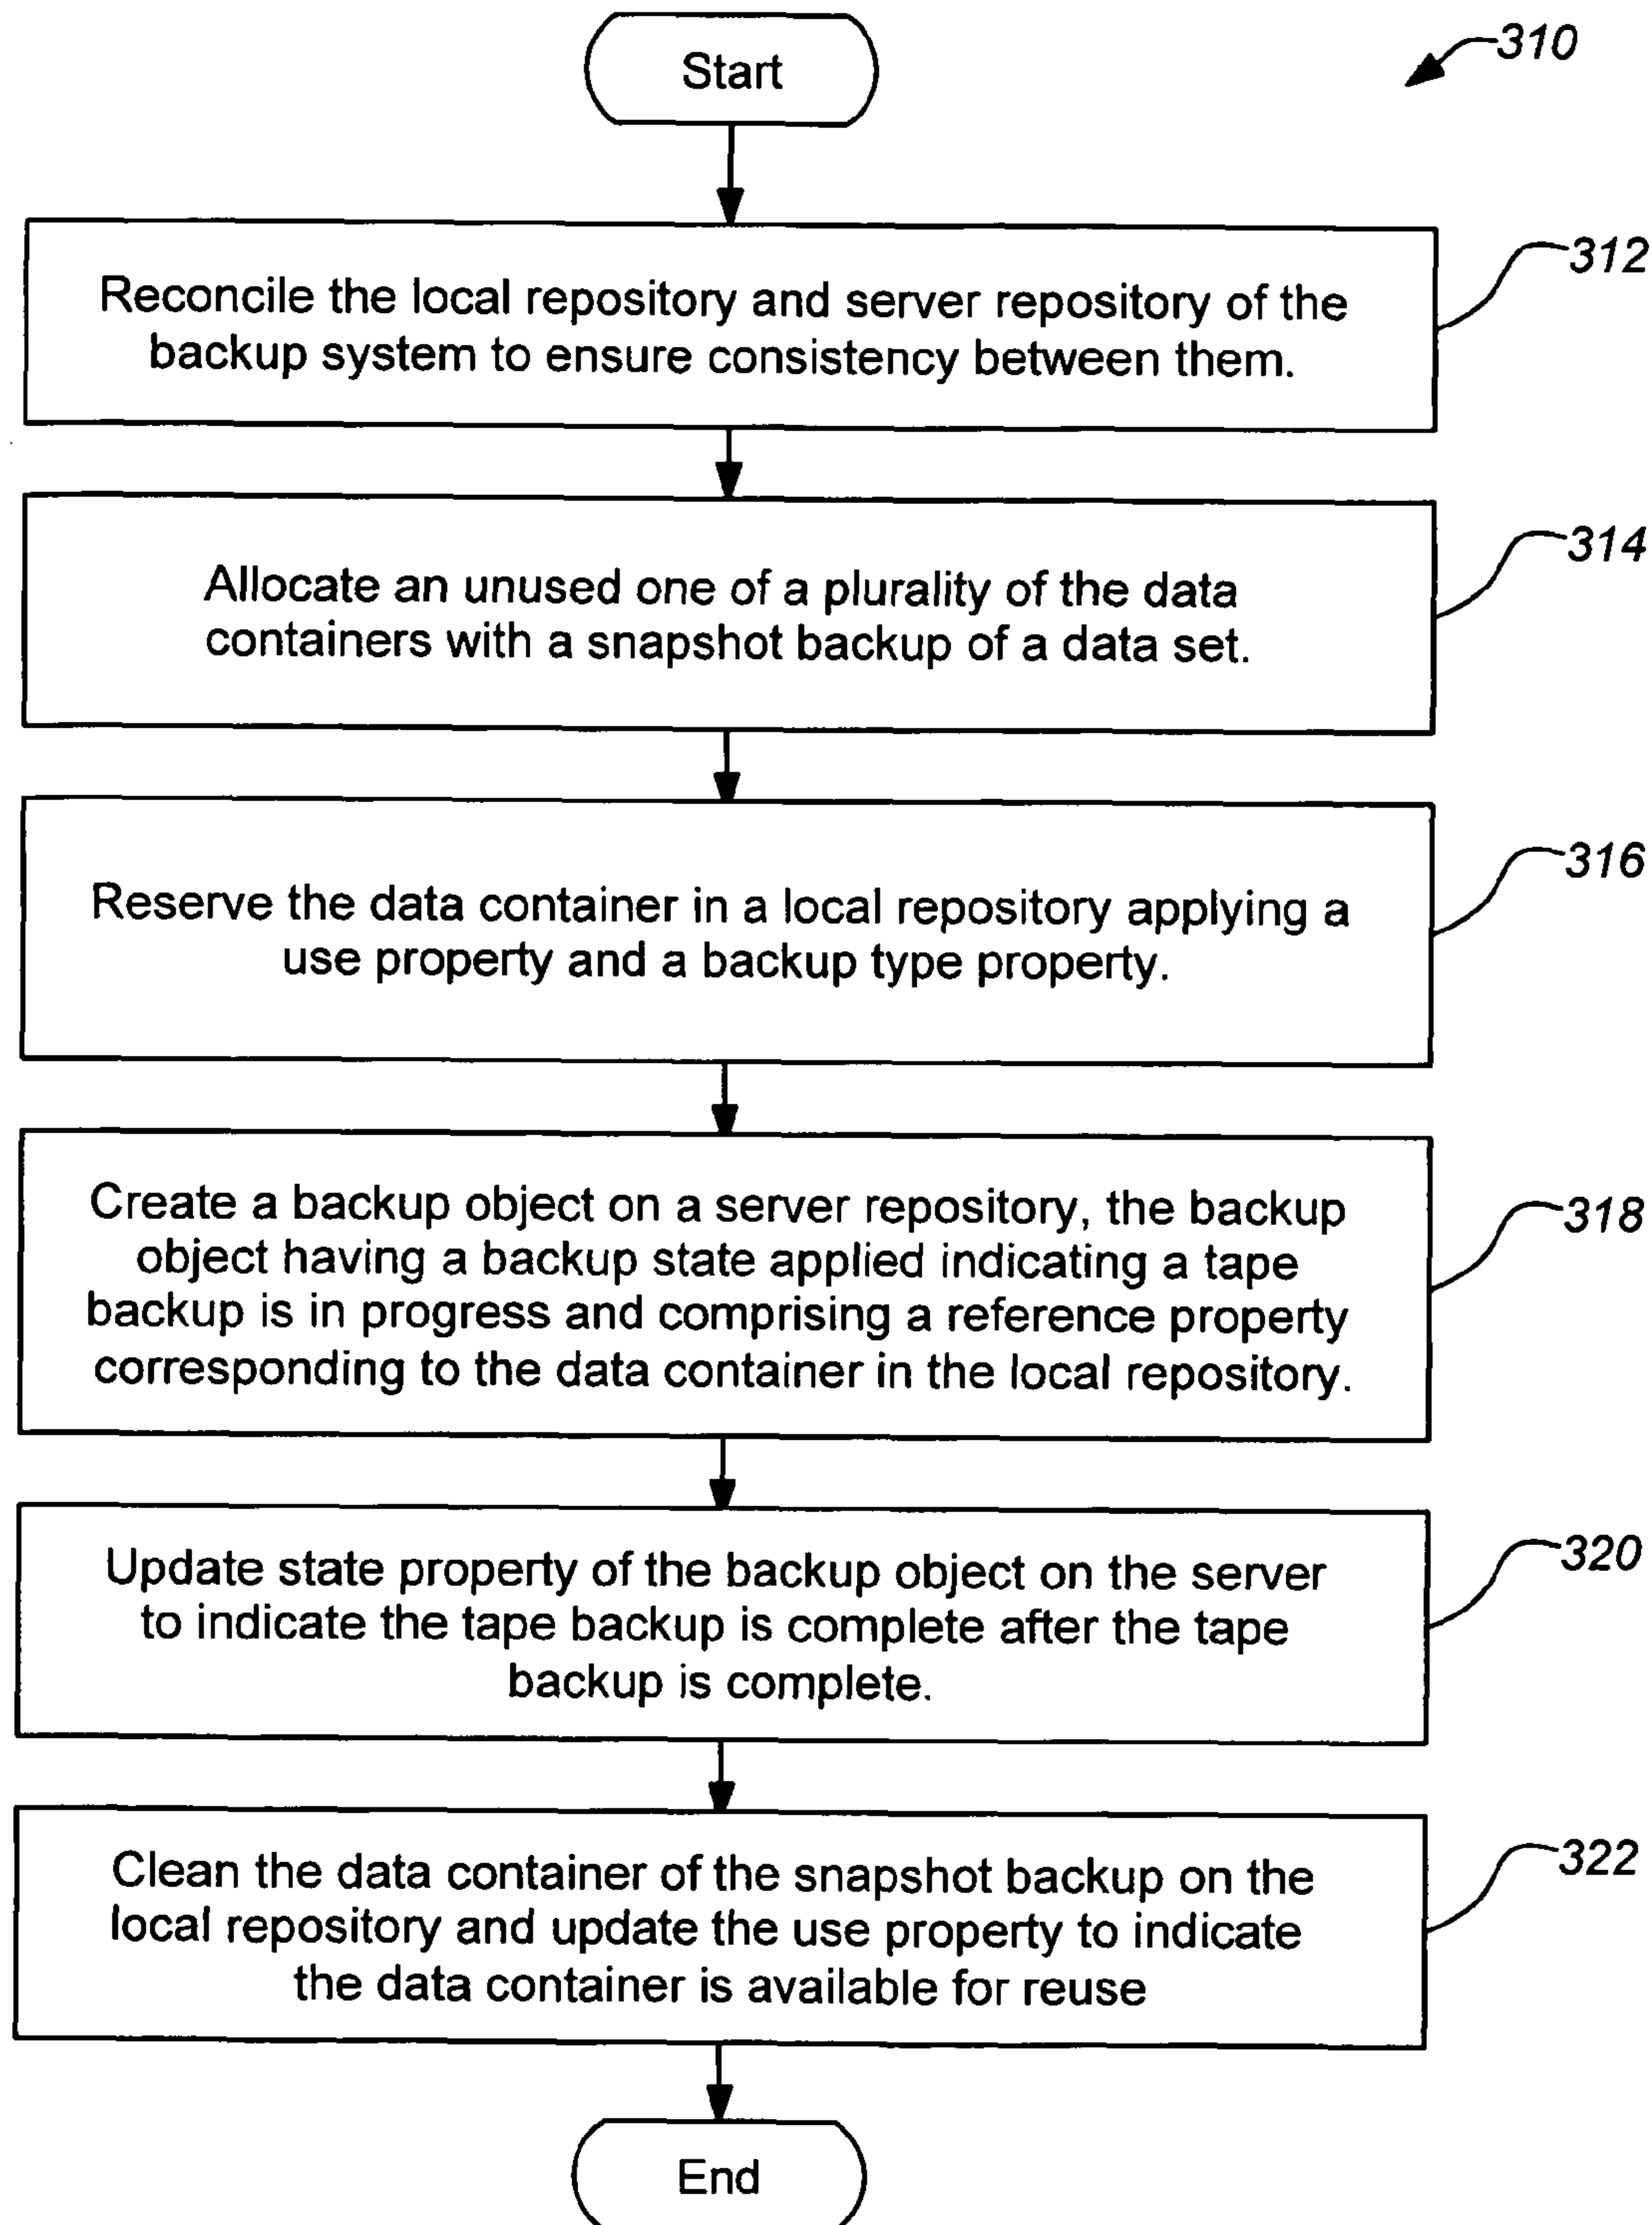 Start
310
Reconcile the local repository and server repository of the
backup system to ensure consistency between them.
312
Allocate an unused one of a plurality of the data
containers with a snapshot backup of a data set.
314
Reserve the data container in a local repository applying a
use property and a backup type property.
316
Create a backup object on a server repository, the backup
object having a backup state applied indicating a tape
backup is in progress and comprising a reference property
corresponding to the data container in the local repository.
318
Update state property of the backup object on the server
to indicate the tape backup is complete after the tape
backup is complete.
320
Clean the data container of the snapshot backup on the
local repository and update the use property to indicate
the data container is available for reuse
322
End